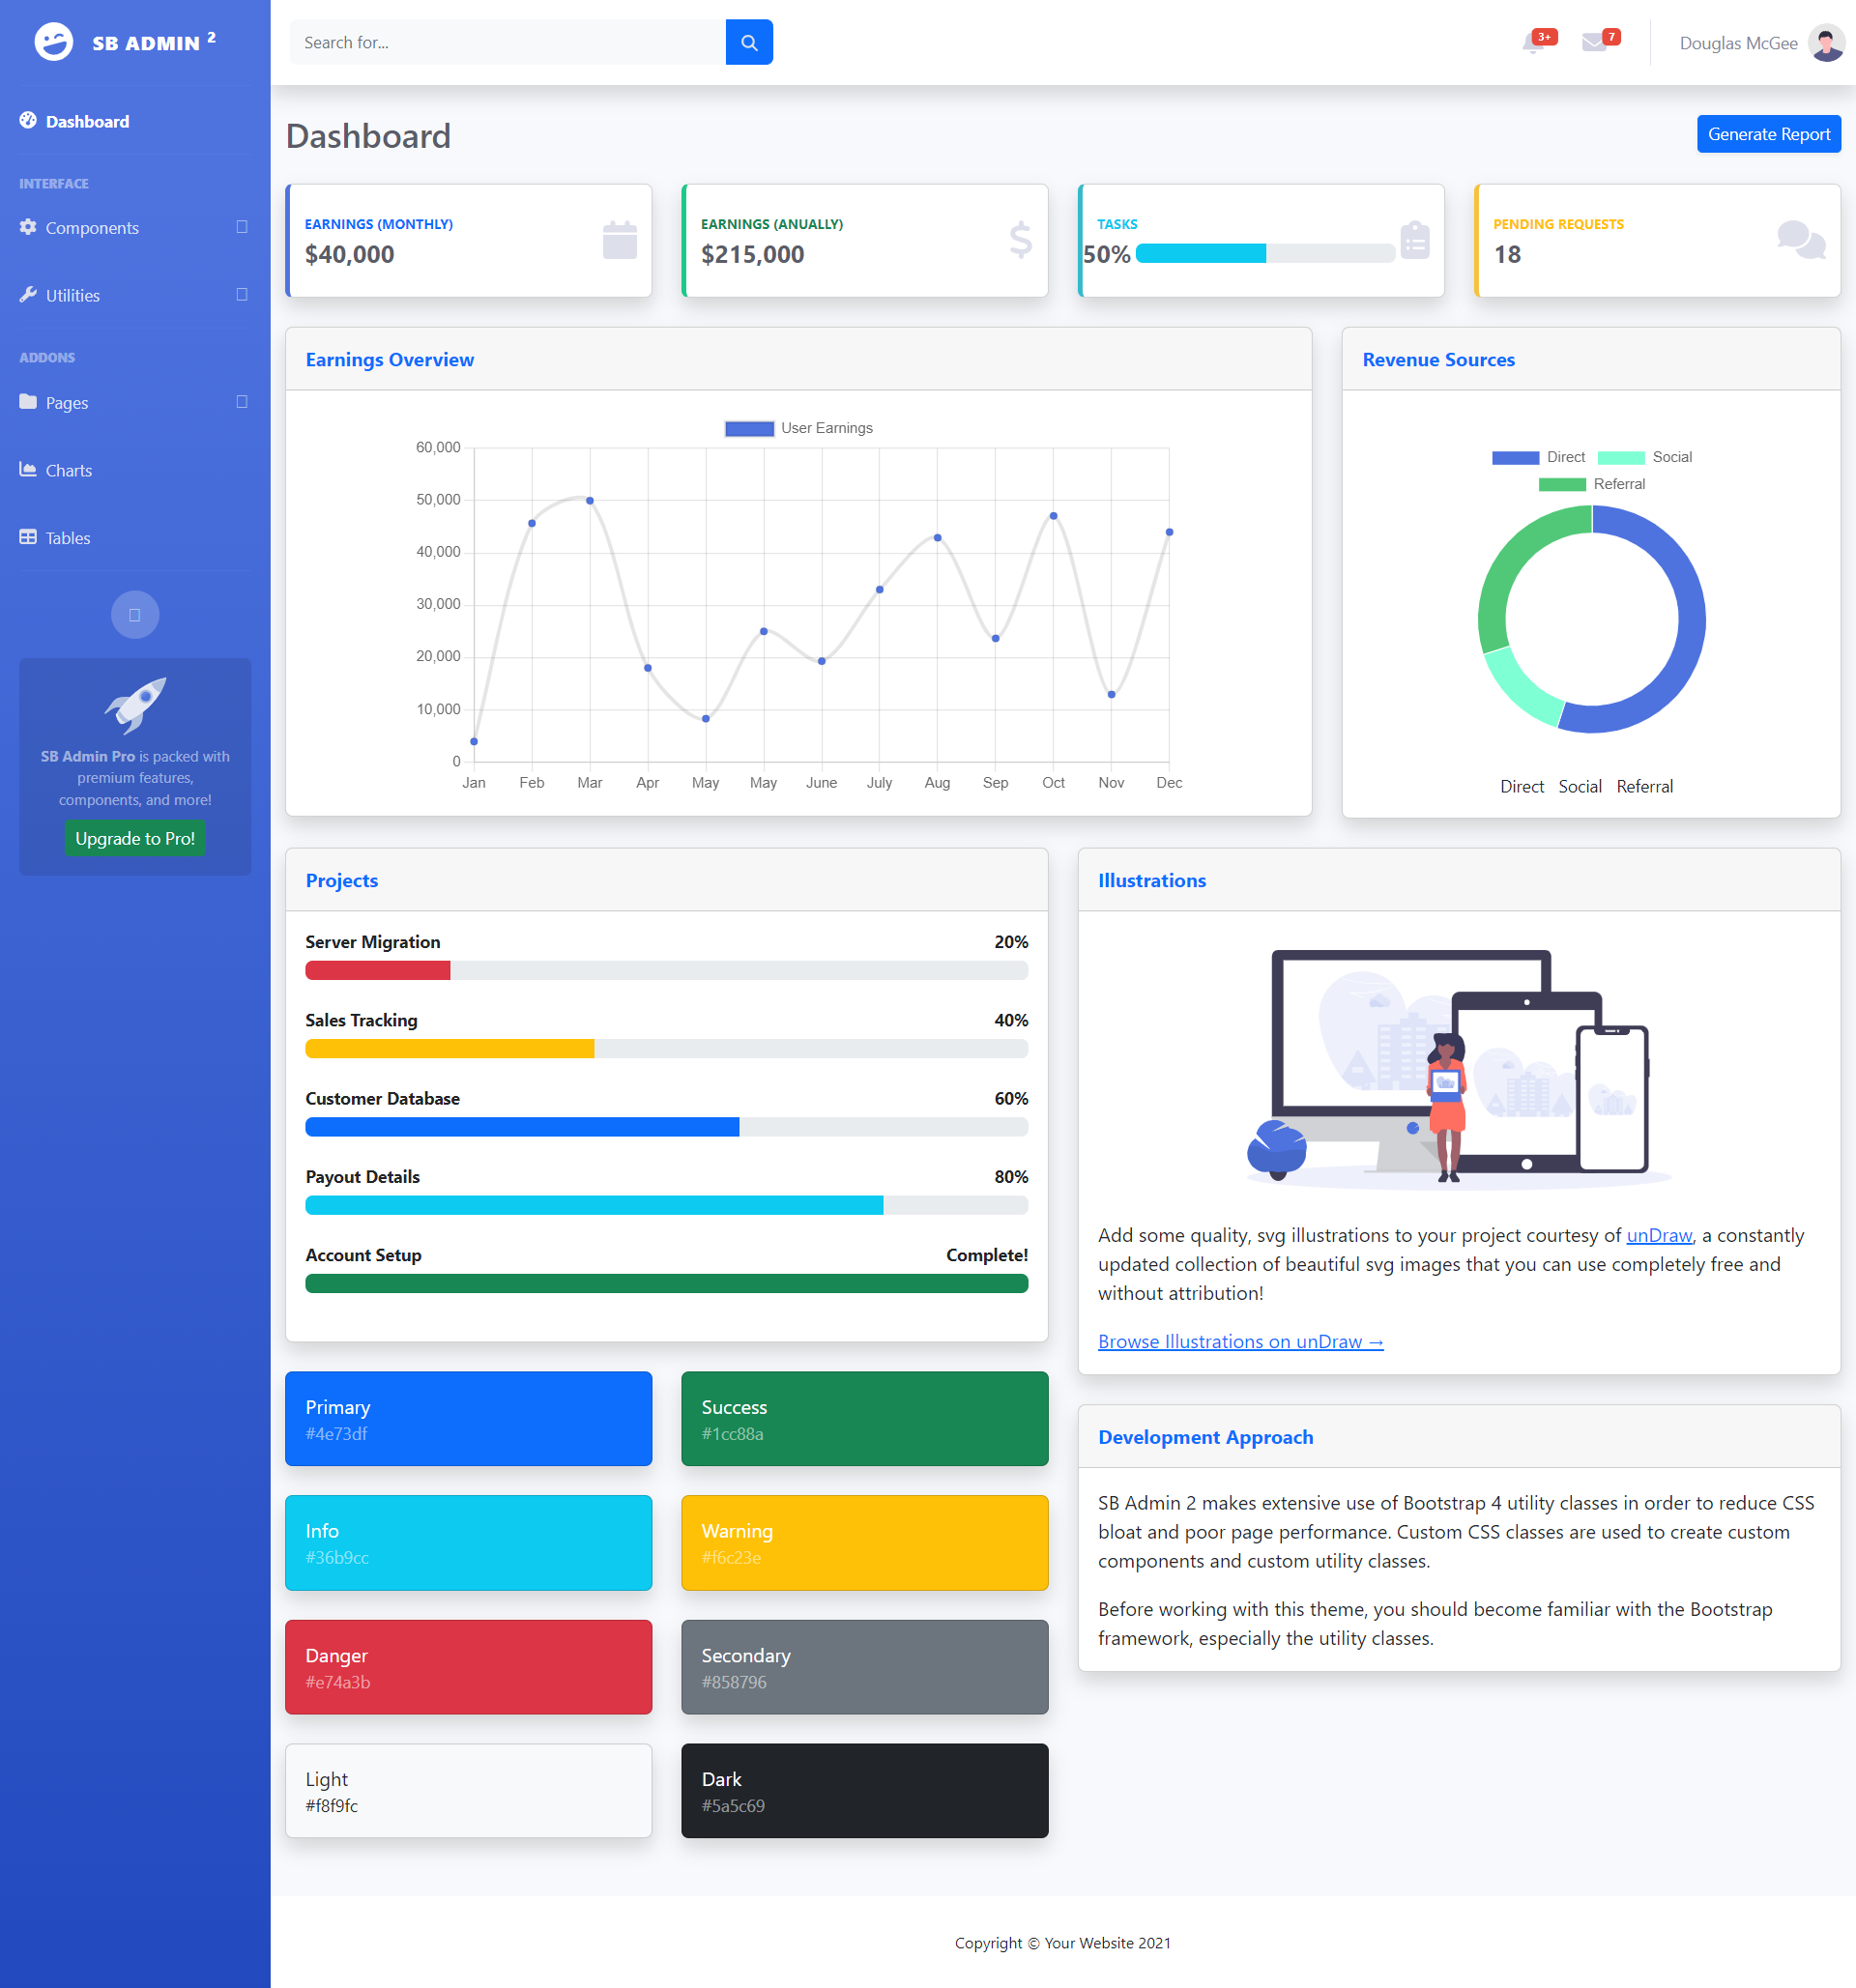 SB ADMIN 2
Dashboard
INTERFACE
Components
Utilities
ADDONS
Pages
Charts
Tables
SB Admin Pro is packed with
premium features,
components, and more!
Upgrade to Pro!
Search for...
3+
7
Douglas McGee
Dashboard
Generate Report
EARNINGS (MONTHLY)
$40,000
EARNINGS (ANUALLY)
$215,000
TASKS
50%
PENDING REQUESTS
18
Earnings Overview
User Earnings
60,000
50,000
40,000
30,000
20,000
10,000
0
Jan Feb Mar Apr May May June July Aug Sep Oct Nov Dec
Revenue Sources
Direct Social
Referral
Direct Social Referral
Projects
Server Migration 20%
Sales Tracking 40%
Customer Database 60%
Payout Details 80%
Account Setup Complete!
Illustrations
Add some quality, svg illustrations to your project courtesy of unDraw, a constantly
updated collection of beautiful svg images that you can use completely free and
without attribution!
Browse Illustrations on unDraw →
Primary
#4e73df
Success
#1cc88a
Info
#36b9cc
Warning
#f6c23e
Danger
#e74a3b
Secondary
#858796
Light
#f8f9fc
Dark
#5a5c69
Development Approach
SB Admin 2 makes extensive use of Bootstrap 4 utility classes in order to reduce CSS
bloat and poor page performance. Custom CSS classes are used to create custom
components and custom utility classes.
Before working with this theme, you should become familiar with the Bootstrap
framework, especially the utility classes.
Copyright © Your Website 2021